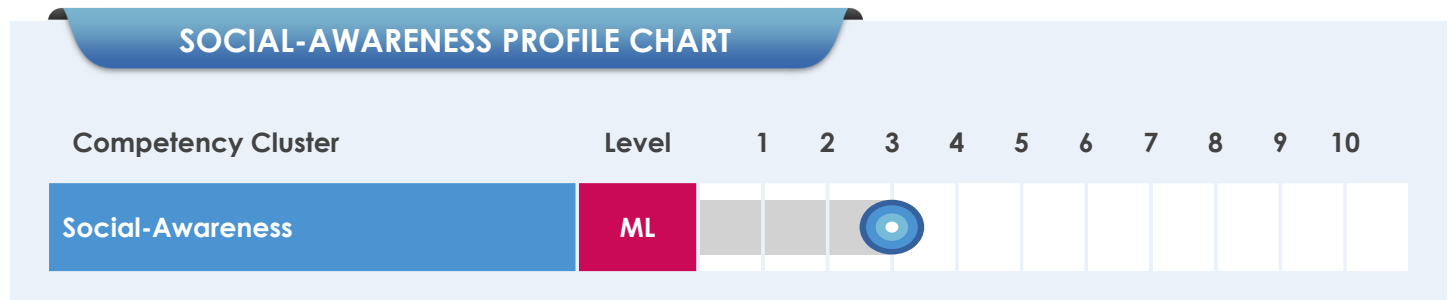 SOCIAL-AWARENESS PROFILE CHART
Competency Cluster Level 1 2 3 4 5 6 7 8 9 10
Social-Awareness ML